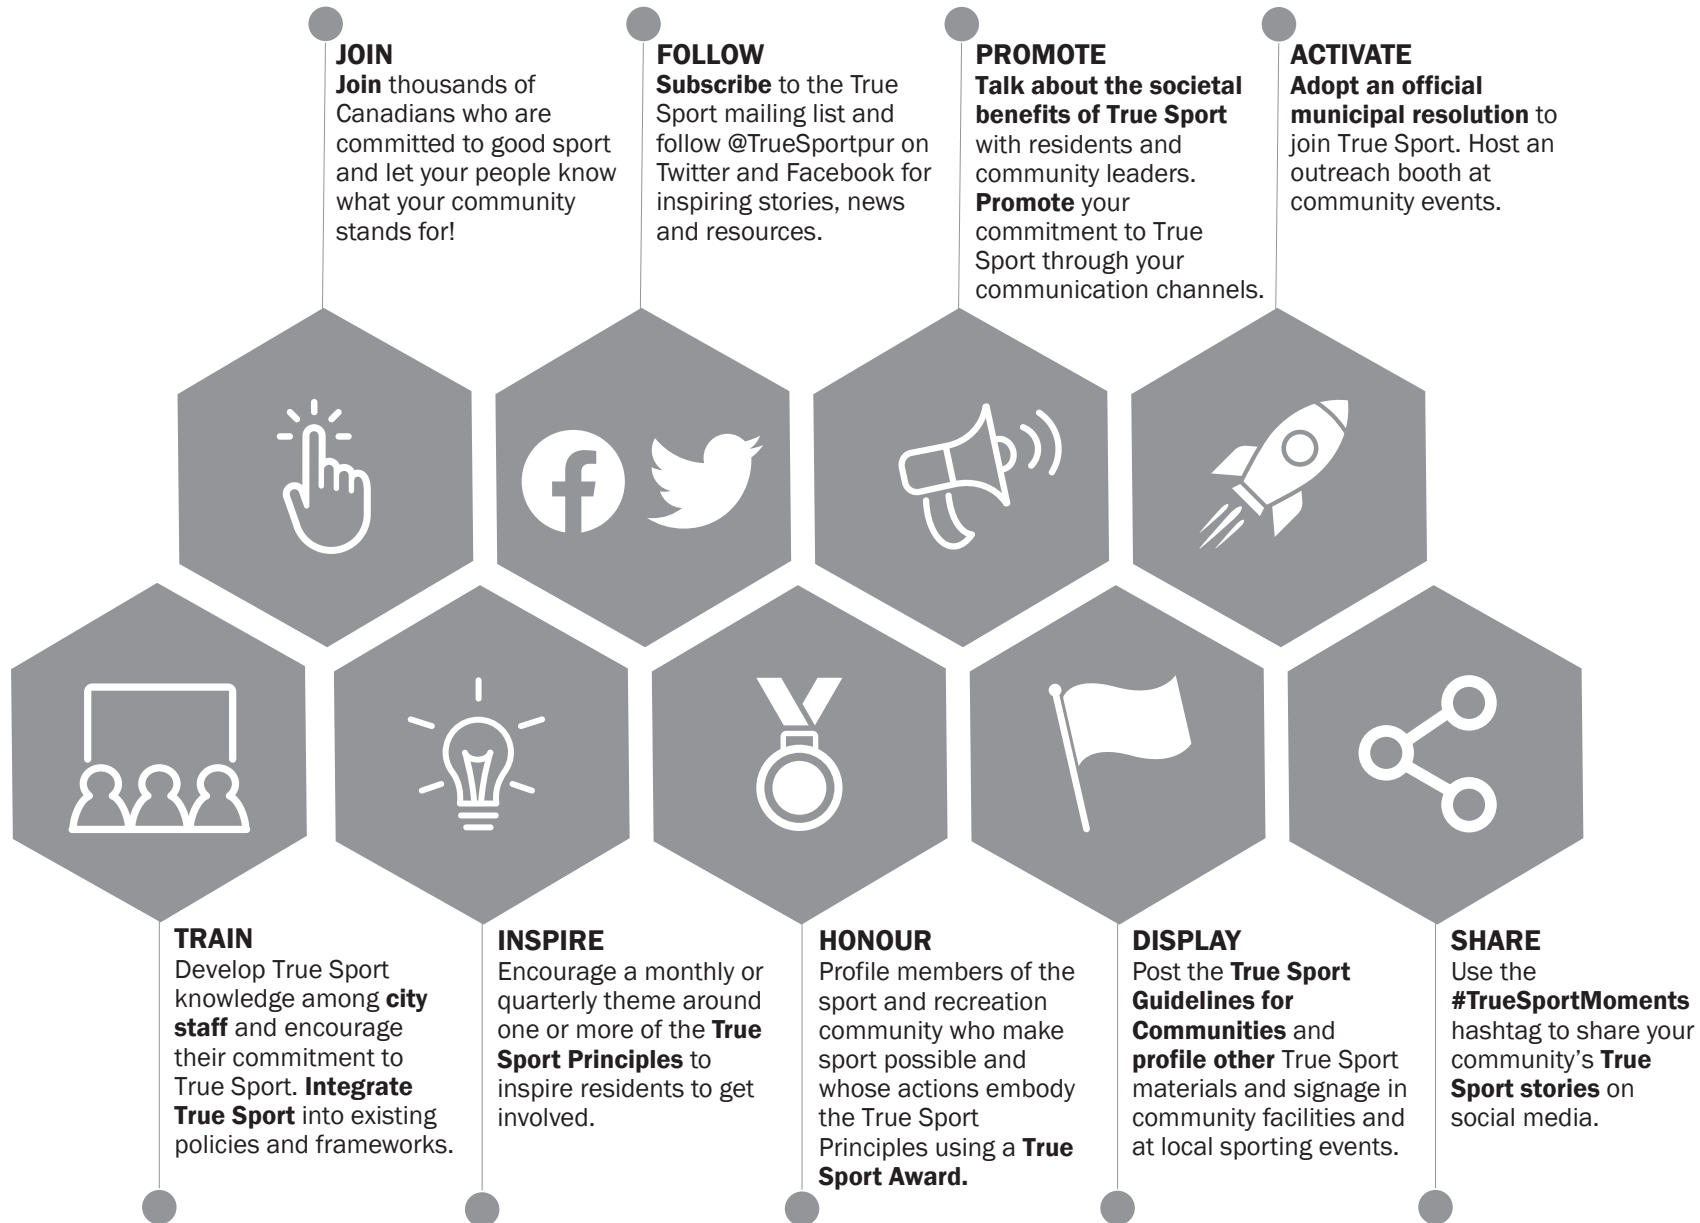 JOIN
Join thousands of
Canadians who are
committed to good sport
and let your people know
what your community
stands for!
FOLLOW
Subscribe to the True
Sport mailing list and
follow @TrueSportpur on
Twitter and Facebook for
inspiring stories, news
and resources.
PROMOTE
Talk about the societal
benefits of True Sport
with residents and
community leaders.
Promote your
commitment to True
Sport through your
communication channels.
ACTIVATE
Adopt an official
municipal resolution to
join True Sport. Host an
outreach booth at
community events.
TRAIN
Develop True Sport
knowledge among city
staff and encourage
their commitment to
True Sport. Integrate
True Sport into existing
policies and frameworks.
INSPIRE
Encourage a monthly or
quarterly theme around
one or more of the True
Sport Principles to
inspire residents to get
involved.
HONOUR
Profile members of the
sport and recreation
community who make
sport possible and
whose actions embody
the True Sport
Principles using a True
Sport Award.
DISPLAY
Post the True Sport
Guidelines for
Communities and
profile other True Sport
materials and signage in
community facilities and
at local sporting events.
SHARE
Use the
#TrueSportMoments
hashtag to share your
community’s True
Sport stories on
social media.